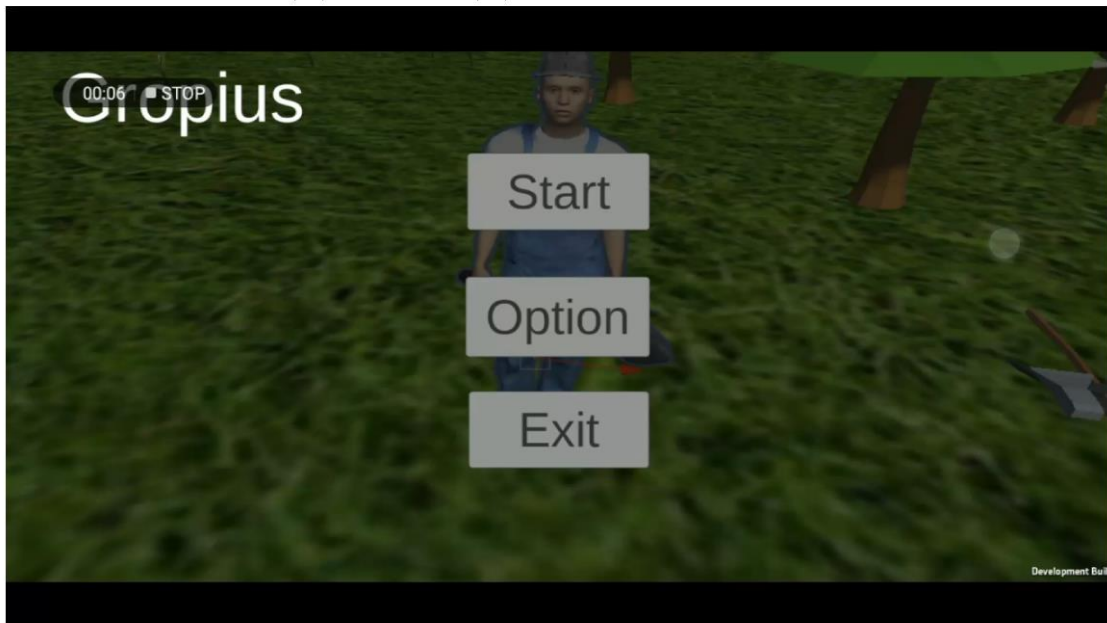 Gropius
00:06 STOP
Start
Option
Exit
Development Buil